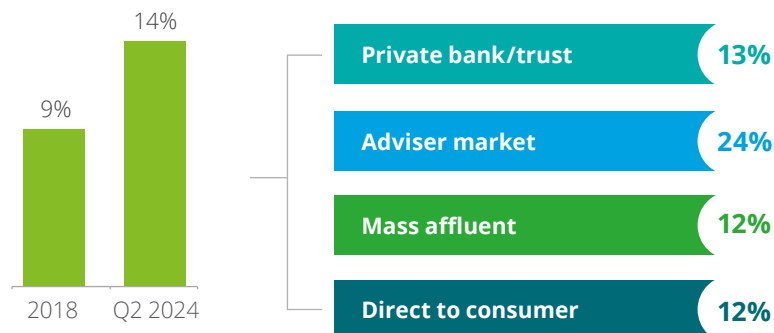 14%
9%
2018
Q2 2024
Private bank/trust 13%
Adviser market 24%
Mass affluent 12%
Direct to consumer 12%